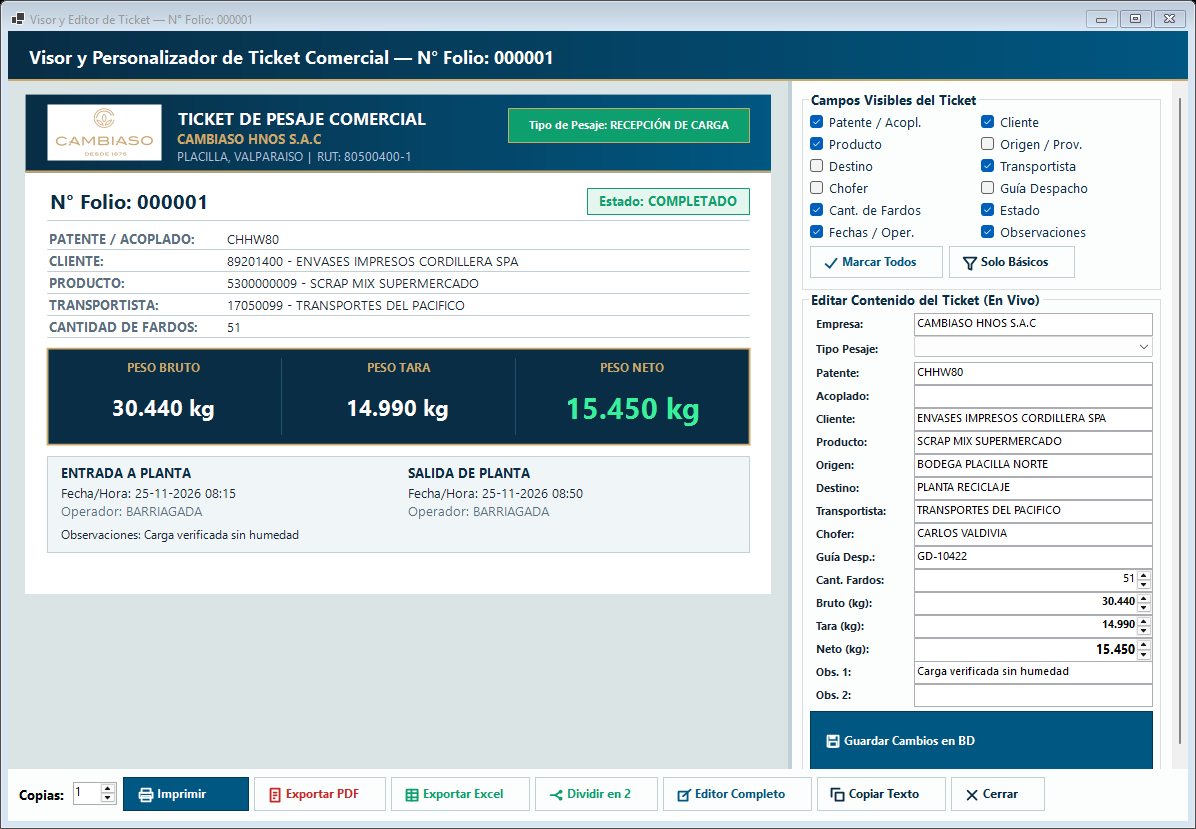 Visor y Editor de Ticket — N° Folio: 000001
Visor y Personalizador de Ticket Comercial — N° Folio: 000001
CAMBIASO
DESDE 1875
TICKET DE PESAJE COMERCIAL
CAMBIASO HNOS S.A.C
PLACILLA, VALPARAISO | RUT: 80500400-1
Tipo de Pesaje: RECEPCIÓN DE CARGA
N° Folio: 000001
Estado: COMPLETADO
PATENTE / ACOPLADO: CHHW80
CLIENTE: 89201400 - ENVASES IMPRESOS CORDILLERA SPA
PRODUCTO: 5300000009 - SCRAP MIX SUPERMERCADO
TRANSPORTISTA: 17050099 - TRANSPORTES DEL PACIFICO
CANTIDAD DE FARDOS: 51
PESO BRUTO PESO TARA PESO NETO
30.440 kg 14.990 kg 15.450 kg
ENTRADA A PLANTA SALIDA DE PLANTA
Fecha/Hora: 25-11-2026 08:15 Fecha/Hora: 25-11-2026 08:50
Operador: BARRIAGADA Operador: BARRIAGADA
Observaciones: Carga verificada sin humedad
Campos Visibles del Ticket
Patente / Acopl. Cliente
Producto Origen / Prov.
Destino Transportista
Chofer Guía Despacho
Cant. de Fardos Estado
Fechas / Oper. Observaciones
Marcar Todos Solo Básicos
Editar Contenido del Ticket (En Vivo)
Empresa: CAMBIASO HNOS S.A.C
Tipo Pesaje:
Patente: CHHW80
Acoplado:
Cliente: ENVASES IMPRESOS CORDILLERA SPA
Producto: SCRAP MIX SUPERMERCADO
Origen: BODEGA PLACILLA NORTE
Destino: PLANTA RECICLAJE
Transportista: TRANSPORTES DEL PACIFICO
Chofer: CARLOS VALDIVIA
Guía Desp.: GD-10422
Cant. Fardos: 51
Bruto (kg): 30.440
Tara (kg): 14.990
Neto (kg): 15.450
Obs. 1: Carga verificada sin humedad
Obs. 2:
Guardar Cambios en BD
Copias: 1 Imprimir Exportar PDF Exportar Excel Dividir en 2 Editor Completo Copiar Texto Cerrar